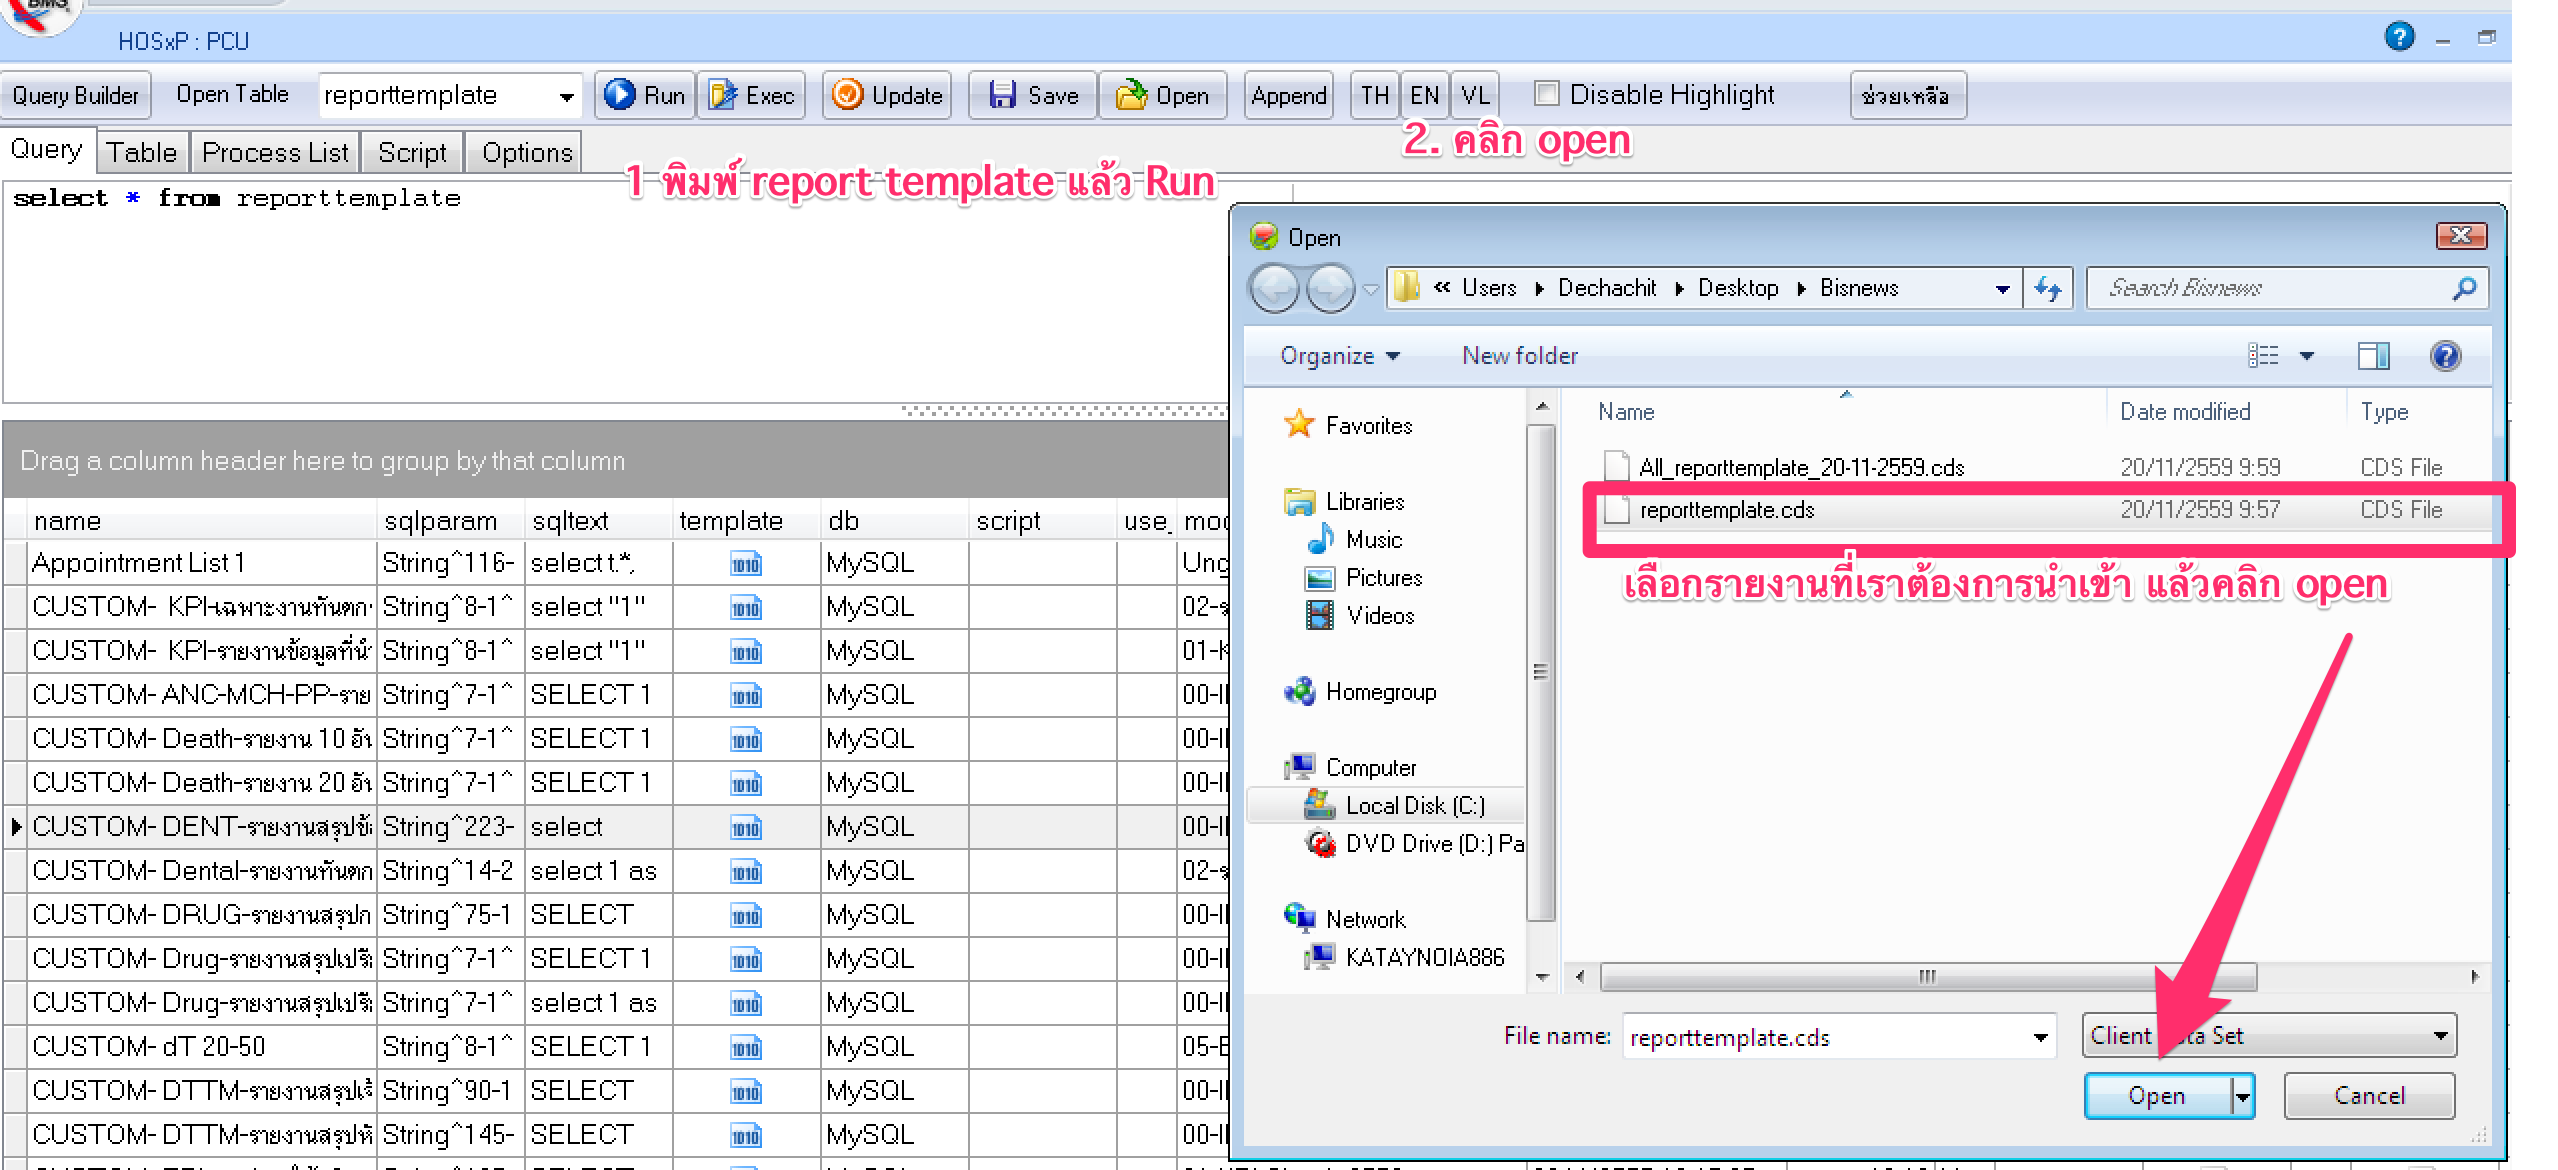 BMS
HOSxP : PCU
Query Builder Open Table reporttemplate Run Exec Update Save Open Append TH EN VL Disable Highlight ช่วยเหลือ
Query Table Process List Script Options
2. คลิก open
1 พิมพ์ report template แล้ว Run
select * from reporttemplate
Drag a column header here to group by that column
name sqlparam sqltext template db script use_
Appointment List 1 String^116- select t.*, MySQL
CUSTOM- KPI-เฉพาะงานทันตก String^8-1^ select "1" MySQL
CUSTOM- KPI-รายงานข้อมูลที่นำ String^8-1^ select "1" MySQL
CUSTOM- ANC-MCH-PP-ราย String^7-1^ SELECT 1 MySQL
CUSTOM- Death-รายงาน 10 อัน String^7-1^ SELECT 1 MySQL
CUSTOM- Death-รายงาน 20 อัน String^7-1^ SELECT 1 MySQL
CUSTOM- DENT-รายงานสรุปข้ String^223- select MySQL
CUSTOM- Dental-รายงานทันตก String^14-2 select 1 as MySQL
CUSTOM- DRUG-รายงานสรุปก String^75-1 SELECT MySQL
CUSTOM- Drug-รายงานสรุปเปรี String^7-1^ SELECT 1 MySQL
CUSTOM- Drug-รายงานสรุปเปรี String^7-1^ select 1 as MySQL
CUSTOM- dT 20-50 String^8-1^ SELECT 1 MySQL
CUSTOM- DTTM-รายงานสรุปเ String^90-1 SELECT MySQL
CUSTOM- DTTM-รายงานสรุปห String^145- SELECT MySQL
Open
« Users Dechachit Desktop Bisnews Search Bisnews
Organize New folder
Name Date modified Type
Favorites
Libraries
Music
Pictures
Videos
Homegroup
Computer
Local Disk (C:)
DVD Drive (D:) Pa
Network
KATAYNOIA886
All_reporttemplate_20-11-2559.cds 20/11/2559 9:59 CDS File
reporttemplate.cds 20/11/2559 9:57 CDS File
เลือกรายงานที่เราต้องการนำเข้า แล้วคลิก open
File name: reporttemplate.cds Client ta Set
Open Cancel